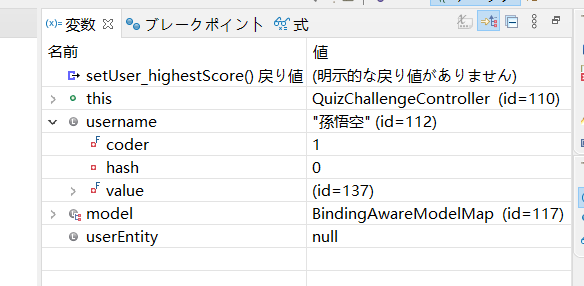 (x)= 変数 ブレークポイント 式
名前 値
setUser_highestScore() 戻り値 (明示的な戻り値がありません)
this QuizChallengeController (id=110)
username "孫悟空" (id=112)
coder 1
hash 0
value (id=137)
model BindingAwareModelMap (id=117)
userEntity null